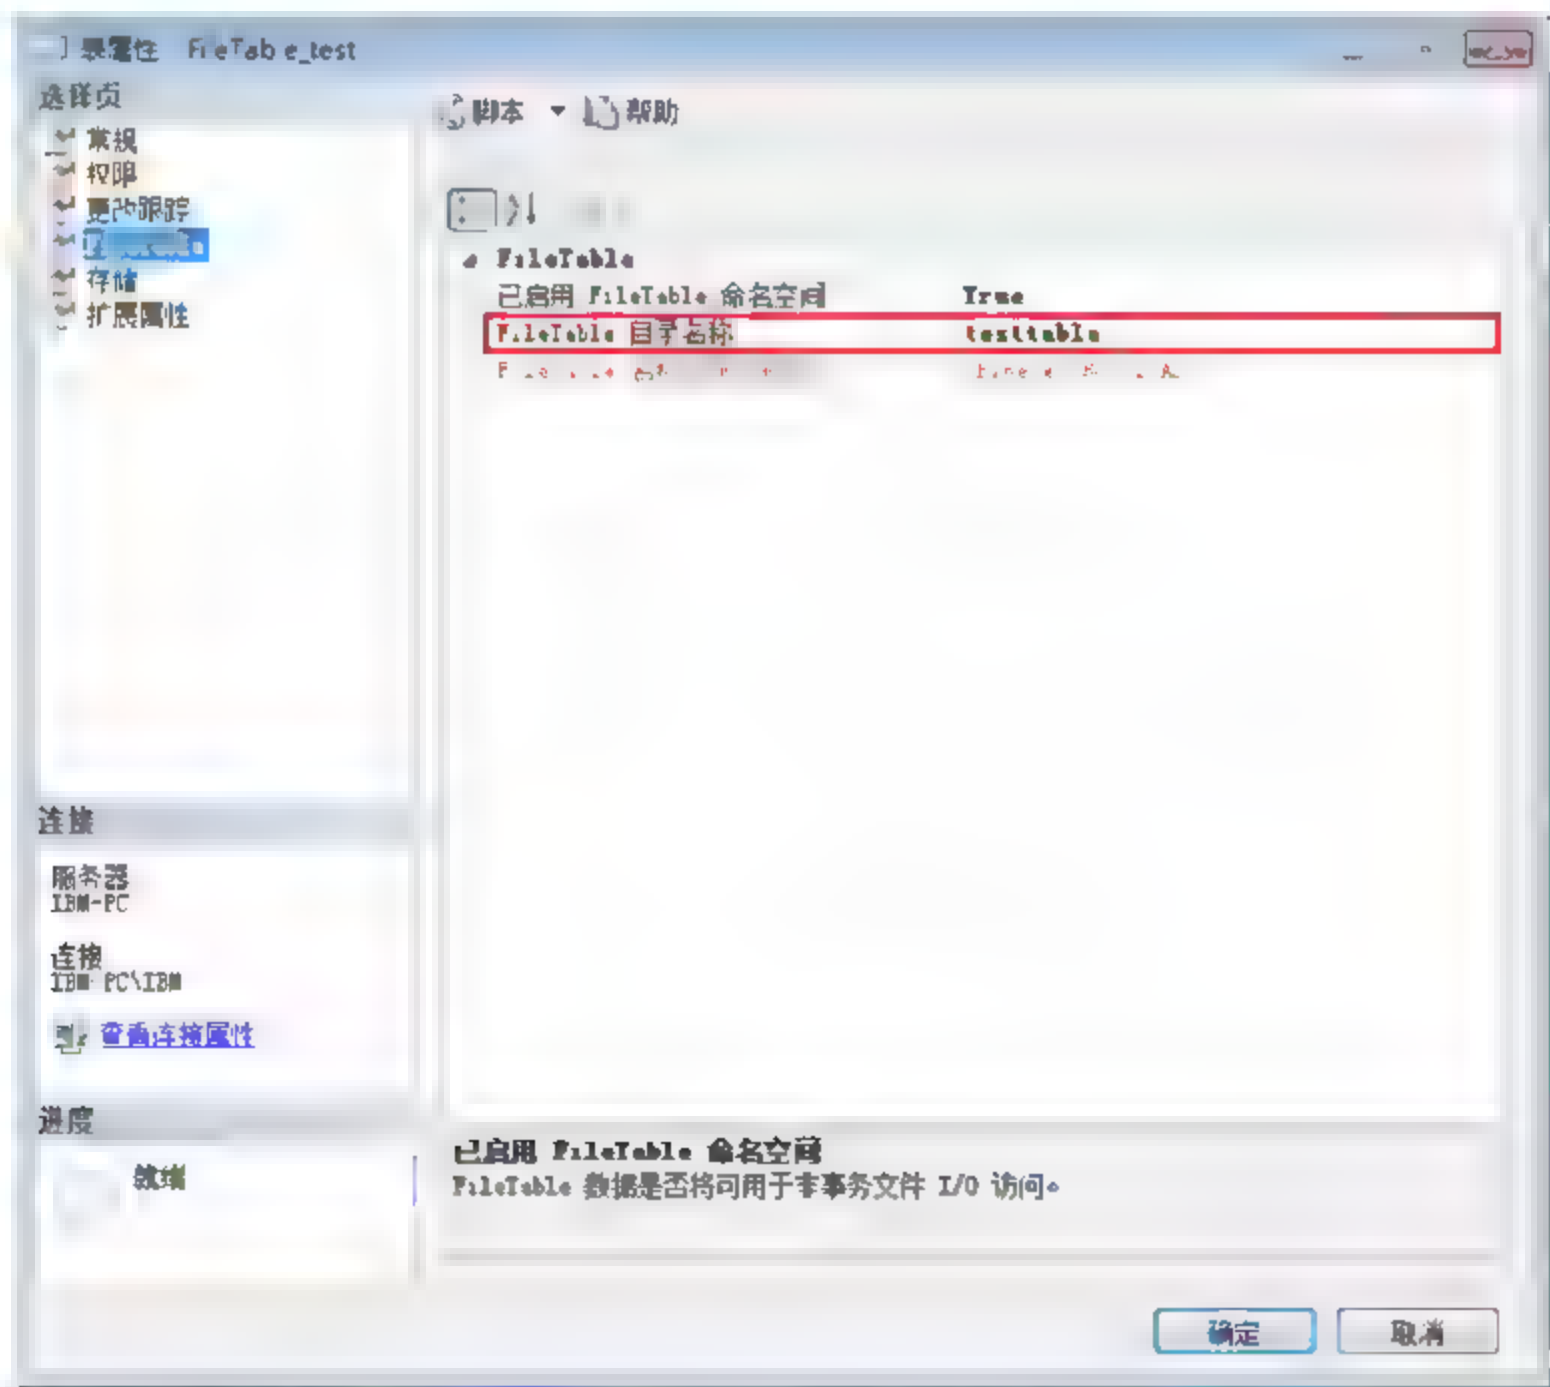 表属性 FileTable_test
选择页
常规
权限
更改跟踪
存储
扩展属性
脚本 帮助
FileTable
已启用 FileTable 命名空间 True
FileTable 目录名称 testtable
连接
服务器
IBM-PC
连接
IBM-PC\IBM
查看连接属性
进度
就绪
已启用 FileTable 命名空间
FileTable 数据是否将可用于非事务文件 I/O 访问。
确定 取消